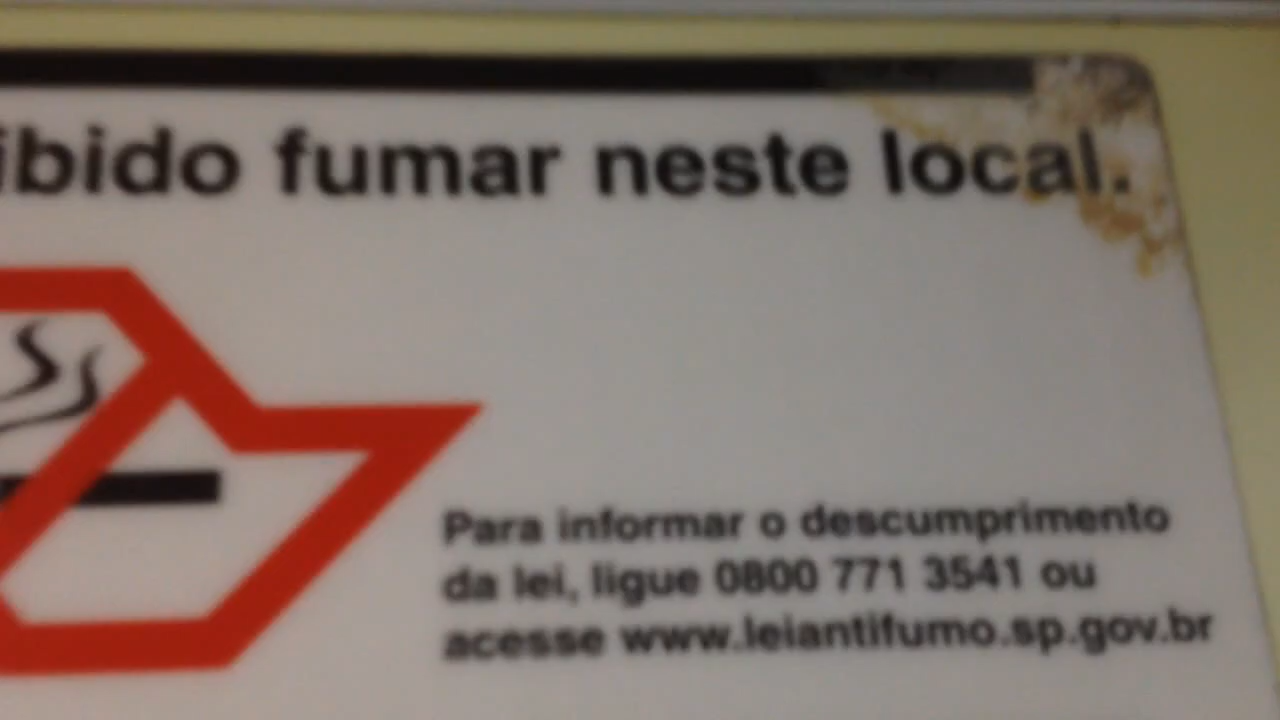 ibido fumar neste local.
Para informar o descumprimento
da lei, ligue 0800 771 3541 ou
acesse www.leiantifumo.sp.gov.br